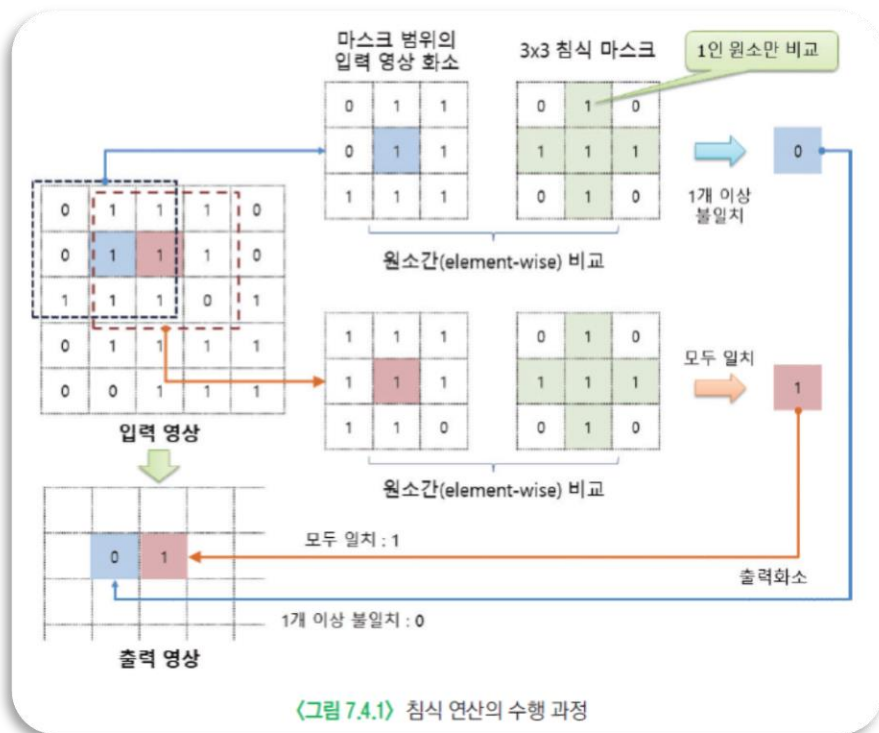 마스크 범위의
입력 영상 화소
3x3 침식 마스크
1인 원소만 비교
0 1 1
0 1 1
1 1 1
0 1 0
1 1 1
0 1 0
0
1개 이상
불일치
원소간(element-wise) 비교
0 1 1 1 0
0 1 1 1 0
1 1 1 0 1
0 1 1 1 1
0 0 1 1 1
입력 영상
1 1 1
1 1 1
1 1 0
0 1 0
1 1 1
0 1 0
모두 일치
1
원소간(element-wise) 비교
0 1
모두 일치 : 1
출력화소
1개 이상 불일치 : 0
출력 영상
〈그림 7.4.1〉 침식 연산의 수행 과정